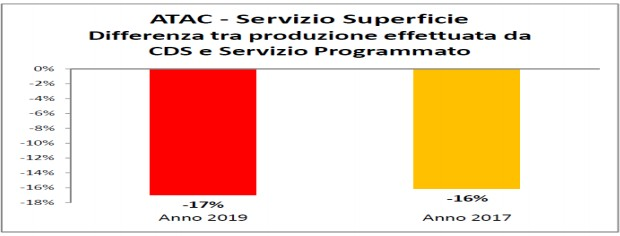 ATAC - Servizio Superficie
Differenza tra produzione effettuata da
CDS e Servizio Programmato
0%
-2%
-4%
-6%
-8%
-10%
-12%
-14%
-16%
-18%
-17%
-16%
Anno 2019
Anno 2017